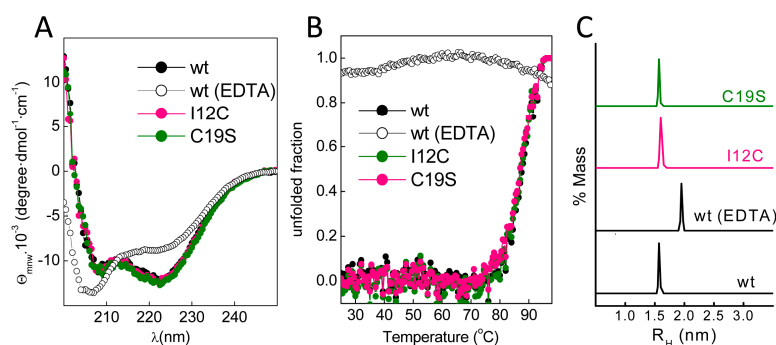 A
Θmw·10⁻³ (degree·dmol⁻¹·cm⁻¹)
10
5
0
-5
-10
210
220
230
240
250
λ(nm)
wt
wt (EDTA)
I12C
C19S
B
unfolded fraction
1.0
0.8
0.6
0.4
0.2
0.0
30
40
50
60
70
80
90
Temperature (°C)
wt
wt (EDTA)
I12C
C19S
C
% Mass
C19S
I12C
wt (EDTA)
wt
1.0
1.5
2.0
2.5
3.0
RH (nm)